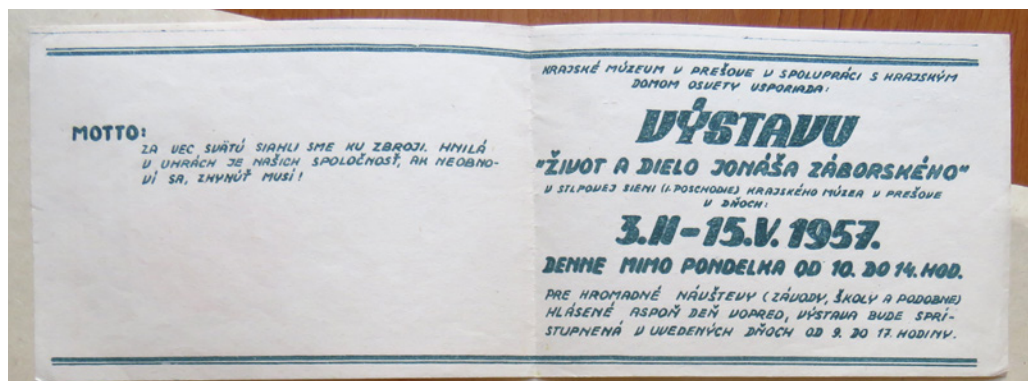 MOTTO:
ZA VEC SVÄTÚ SIAHLI SME KU ZBROJI. HNILÁ
V UHRÁCH JE NAŠICH SPOLOČNOSŤ, AK NEOBNO-
VÍ SA, ZHYNÚŤ MUSÍ!
KRAJSKÉ MÚZEUM V PREŠOVE V SPOLUPRÁCI S KRAJSKÝM
DOMOM OSVETY USPORIADA:
VÝSTAVU
"ŽIVOT A DIELO JONÁŠA ZÁBORSKÉHO"
V STĹPOVEJ SIENI (I. POSCHODIE) KRAJSKÉHO MÚZEA V PREŠOVE
V DŇOCH:
3.II-15.V. 1957.
DENNE MIMO PONDELKA OD 10. DO 14. HOD.
PRE HROMADNÉ NÁVŠTEVY (ZÁVODY, ŠKOLY A PODOBNE)
HLÁSENÉ ASPOŇ DEŇ VOPRED, VÝSTAVA BUDE SPRÍ-
STUPNENÁ V UVEDENÝCH DŇOCH OD 9. DO 17. HODINY.